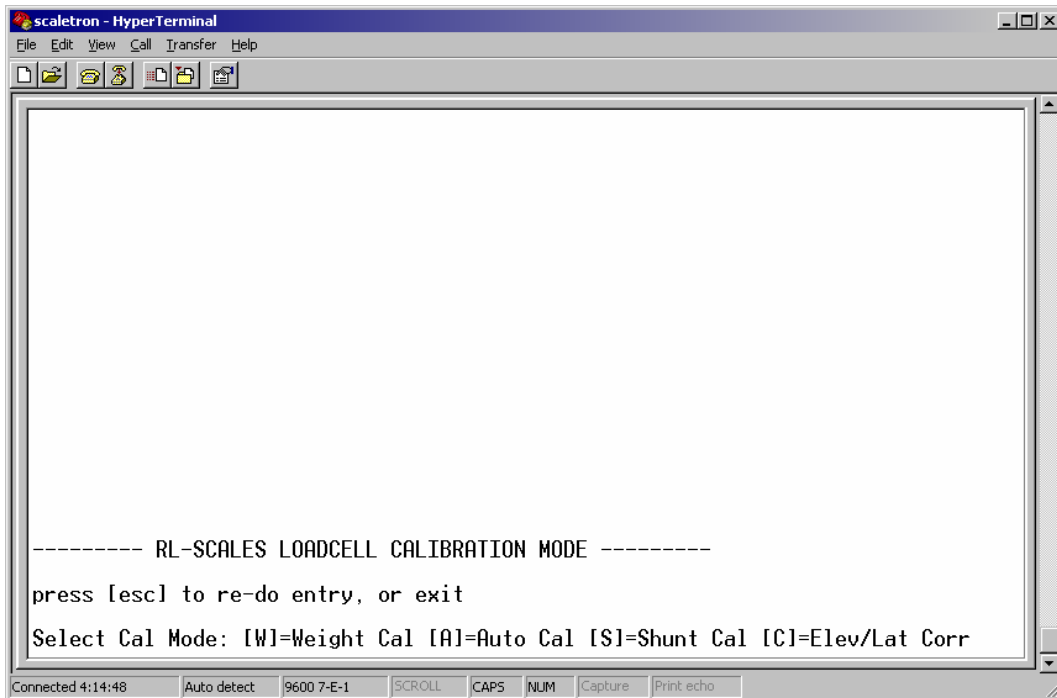 scaletron - HyperTerminal
File Edit View Call Transfer Help
--------- RL-SCALES LOADCELL CALIBRATION MODE ---------
press [esc] to re-do entry, or exit
Select Cal Mode: [W]=Weight Cal [A]=Auto Cal [S]=Shunt Cal [C]=Elev/Lat Corr
Connected 4:14:48 Auto detect 9600 7-E-1 SCROLL CAPS NUM Capture Print echo